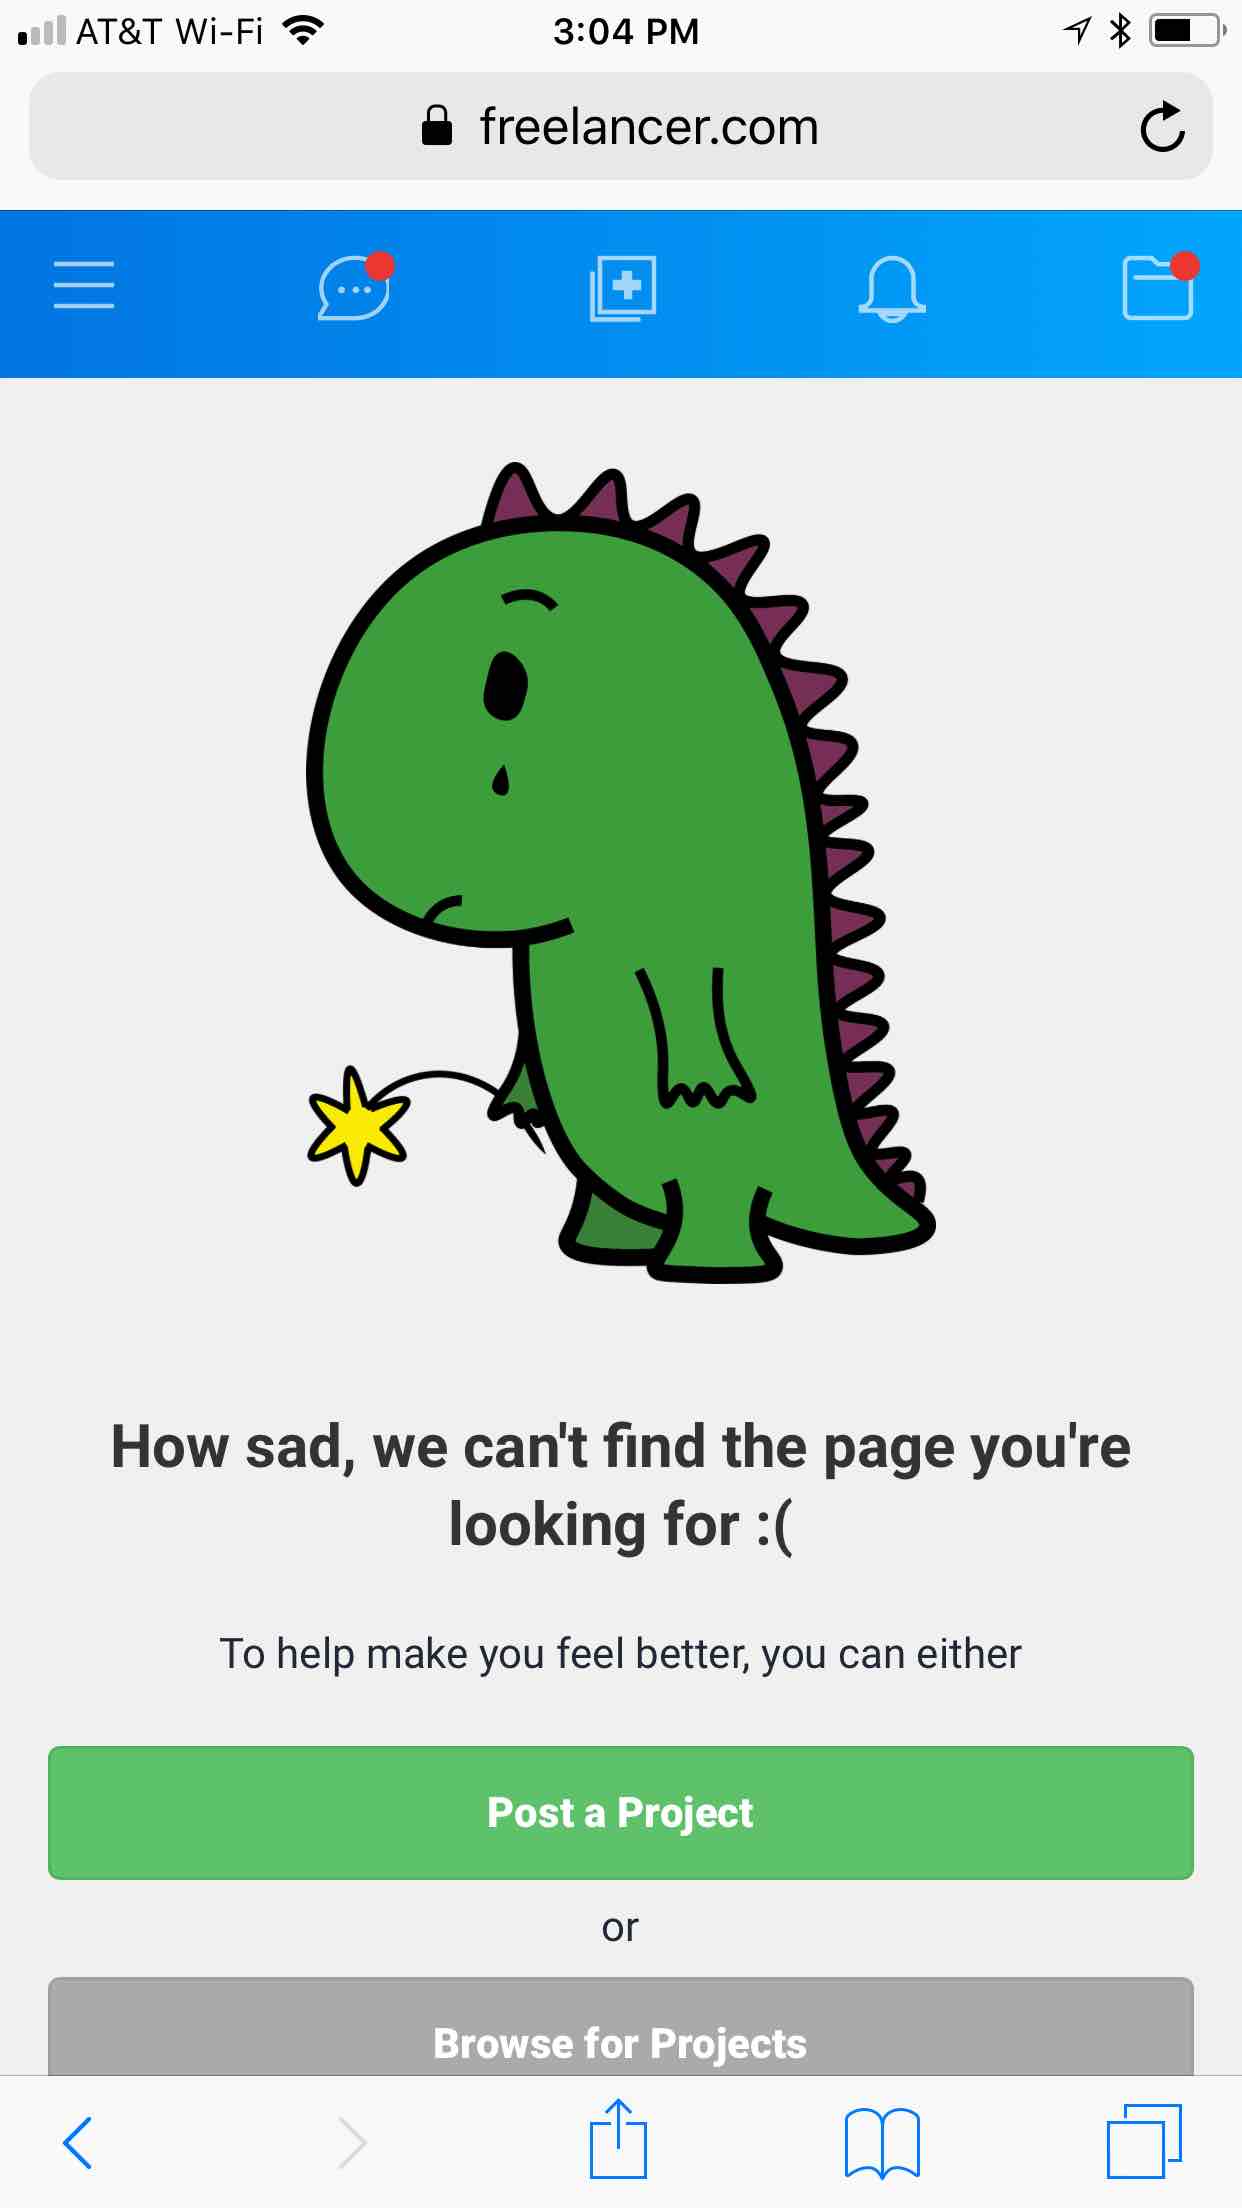 AT&T Wi-Fi 3:04 PM
freelancer.com
How sad, we can't find the page you're
looking for :(
To help make you feel better, you can either
Post a Project
or
Browse for Projects